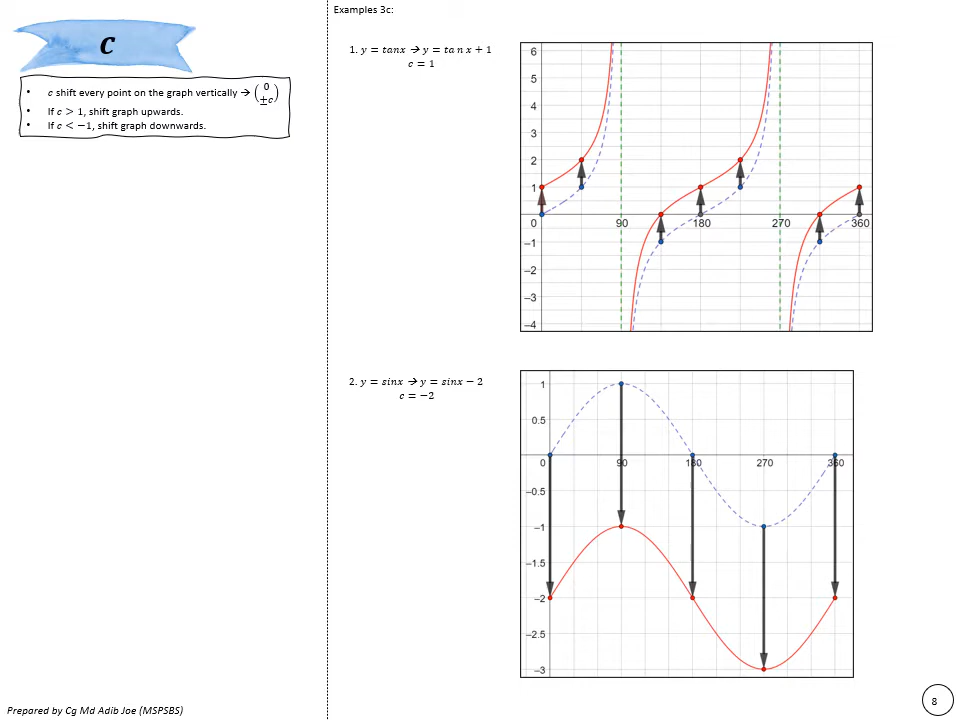 c
• c shift every point on the graph vertically → (0 ±c)
• If c > 1, shift graph upwards.
• If c < −1, shift graph downwards.
Examples 3c:
1. y = tanx → y = ta n x + 1
c = 1
6
5
4
3
2
1
0 90 180 270 360
−1
−2
−3
−4
2. y = sinx → y = sinx − 2
c = −2
1
0.5
0 90 180 270 360
−0.5
−1
−1.5
−2
−2.5
−3
Prepared by Cg Md Adib Joe (MSPSBS)
8